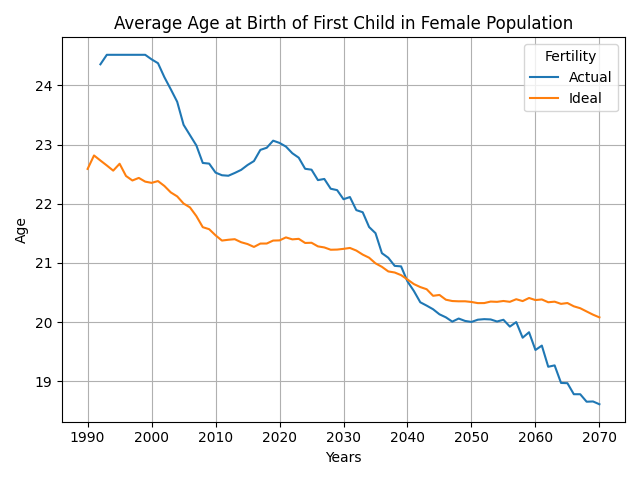 Average Age at Birth of First Child in Female Population
Fertility
Actual
Ideal
Age
24
23
22
21
20
19
1990 2000 2010 2020 2030 2040 2050 2060 2070
Years